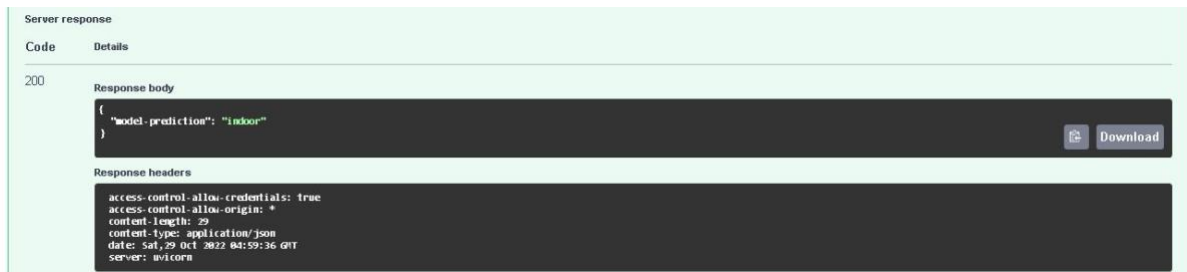 Server response
Code Details
200
Response body
{
"model-prediction": "indoor"
}
Download
Response headers
access-control-allow-credentials: true
access-control-allow-origin: *
content-length: 29
content-type: application/json
date: Sat,29 Oct 2022 04:59:36 GMT
server: uvicorn